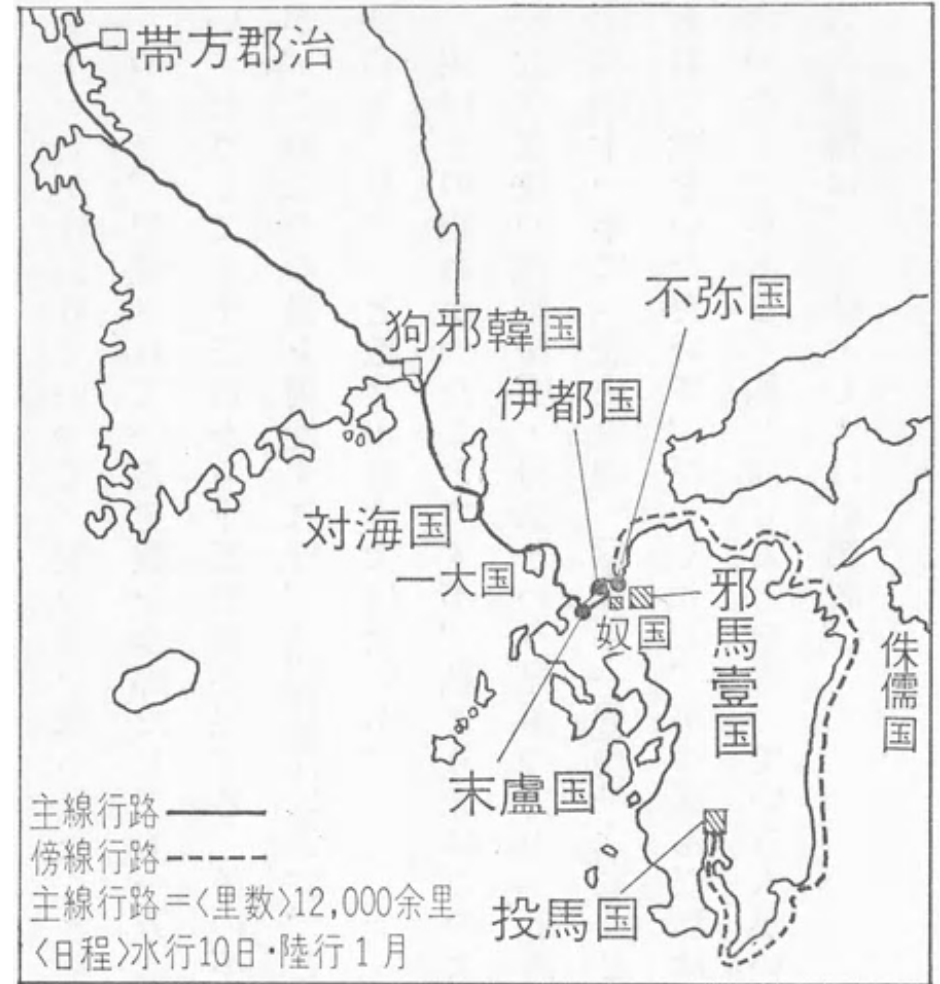 帯方郡治
不弥国
狗邪韓国
伊都国
対海国
一大国
邪馬壹国
奴国
侏儒国
末盧国
投馬国
主線行路
傍線行路
主線行路=〈里数〉12,000余里
〈日程〉水行10日・陸行1月